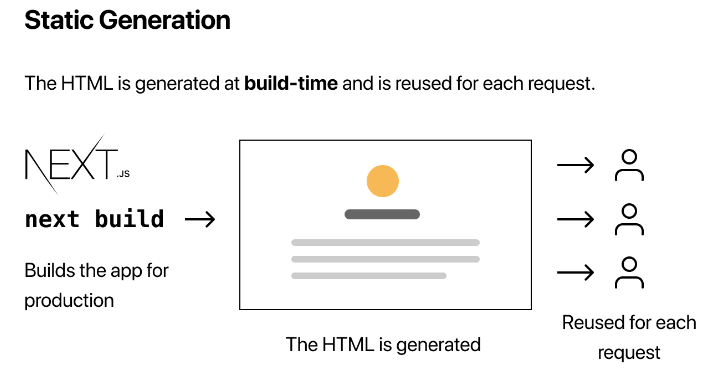 Static Generation
The HTML is generated at build-time and is reused for each request.
NEXT.JS
next build
Builds the app for
production
The HTML is generated
Reused for each
request